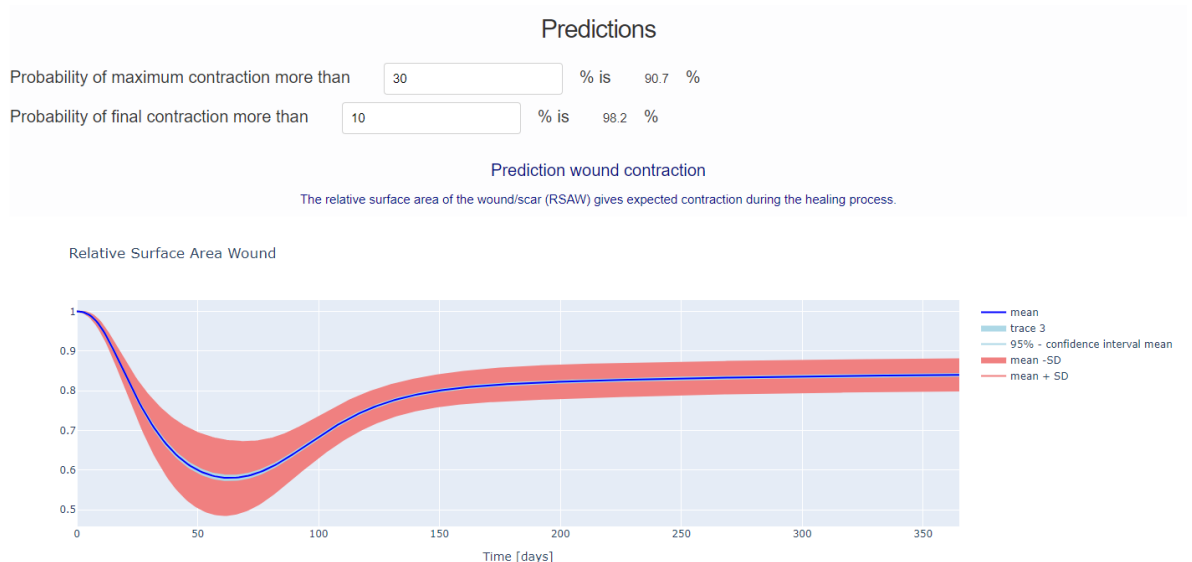 Predictions
Probability of maximum contraction more than 30 % is 90.7 %
Probability of final contraction more than 10 % is 98.2 %
Prediction wound contraction
The relative surface area of the wound/scar (RSAW) gives expected contraction during the healing process.
Relative Surface Area Wound
1
0.9
0.8
0.7
0.6
0.5
0 50 100 150 200 250 300 350
Time [days]
mean
trace 3
95% - confidence interval mean
mean -SD
mean + SD